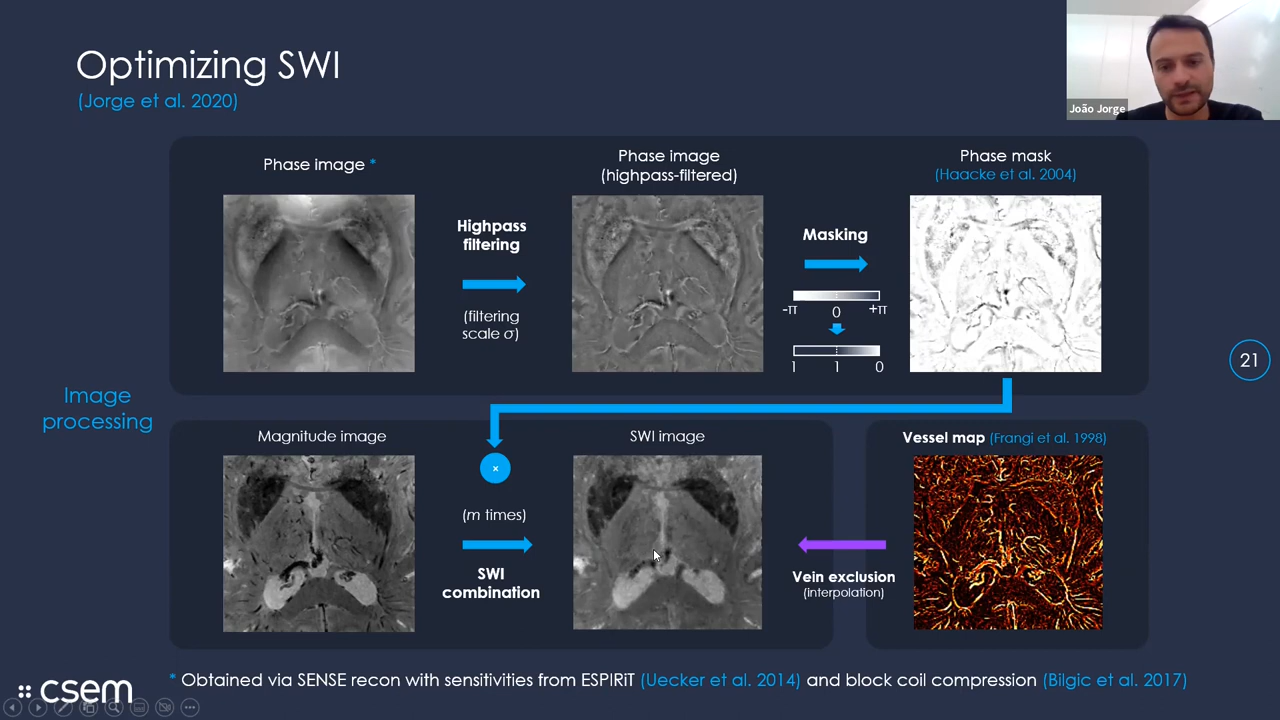 Optimizing SWI
(Jorge et al. 2020)
João Jorge
Phase image *
Phase image
(highpass-filtered)
Phase mask
(Haacke et al. 2004)
Highpass
filtering
(filtering
scale σ)
Masking
-π 0 +π
1 1 0
21
Image
processing
Magnitude image
×
(m times)
SWI
combination
SWI image
Vessel map (Frangi et al. 1998)
Vein exclusion
(interpolation)
* Obtained via SENSE recon with sensitivities from ESPIRiT (Uecker et al. 2014) and block coil compression (Bilgic et al. 2017)
csem